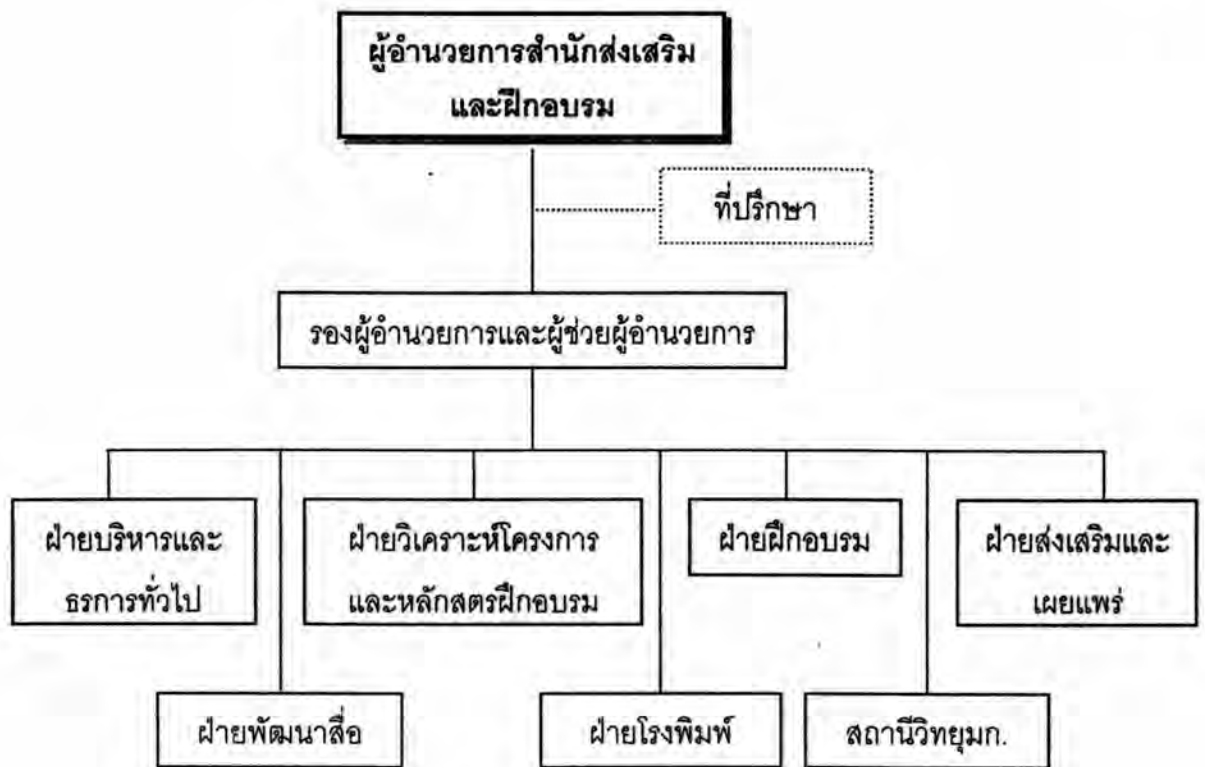 ผู้อำนวยการสำนักส่งเสริม
และฝึกอบรม
ที่ปรึกษา
รองผู้อำนวยการและผู้ช่วยผู้อำนวยการ
ฝ่ายบริหารและ
ธรการทั่วไป
ฝ่ายวิเคราะห์โครงการ
และหลักสตรฝึกอบรม
ฝ่ายฝึกอบรม
ฝ่ายส่งเสริมและ
เผยแพร่
ฝ่ายพัฒนาสื่อ
ฝ่ายโรงพิมพ์
สถานีวิทยุมก.